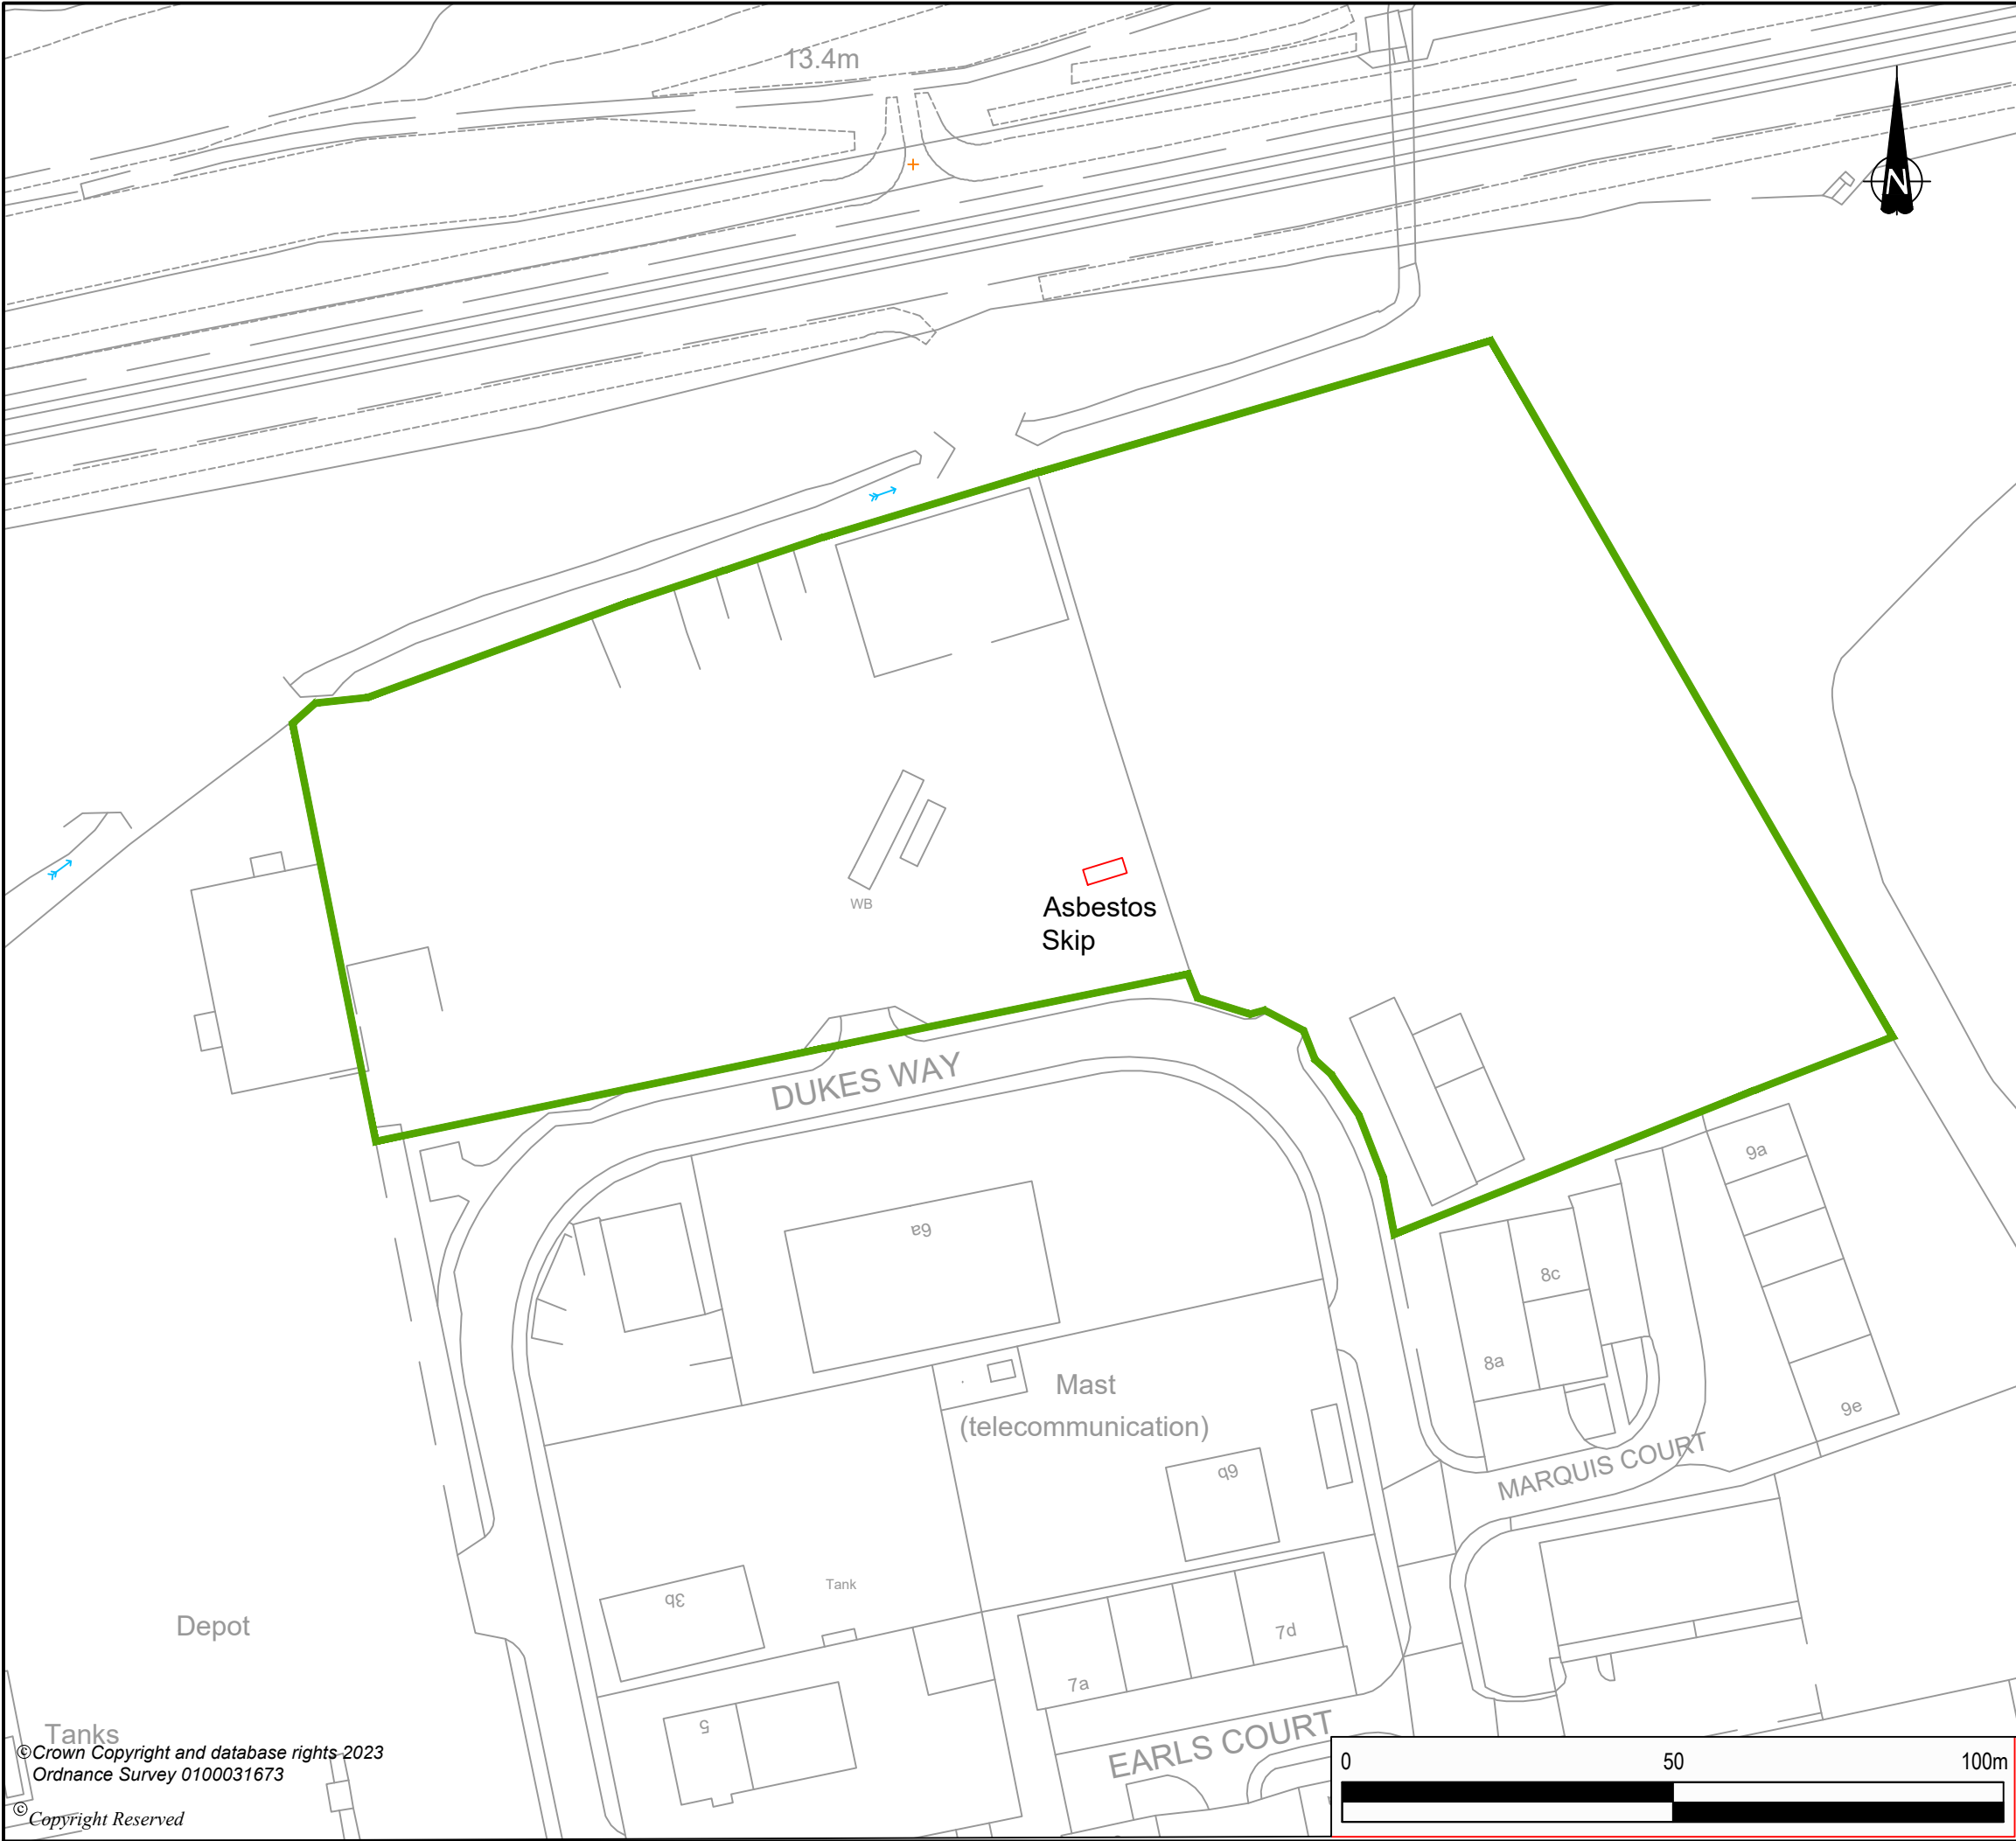 13.4m
N
WB
Asbestos
Skip
DUKES WAY
9a
6a
8c
8a
Mast
(telecommunication)
9e
6b
MARQUIS COURT
3b
Tank
Depot
7d
7a
5
EARLS COURT
Tanks
©Crown Copyright and database rights 2023
Ordnance Survey 0100031673
© Copyright Reserved
0 50 100m